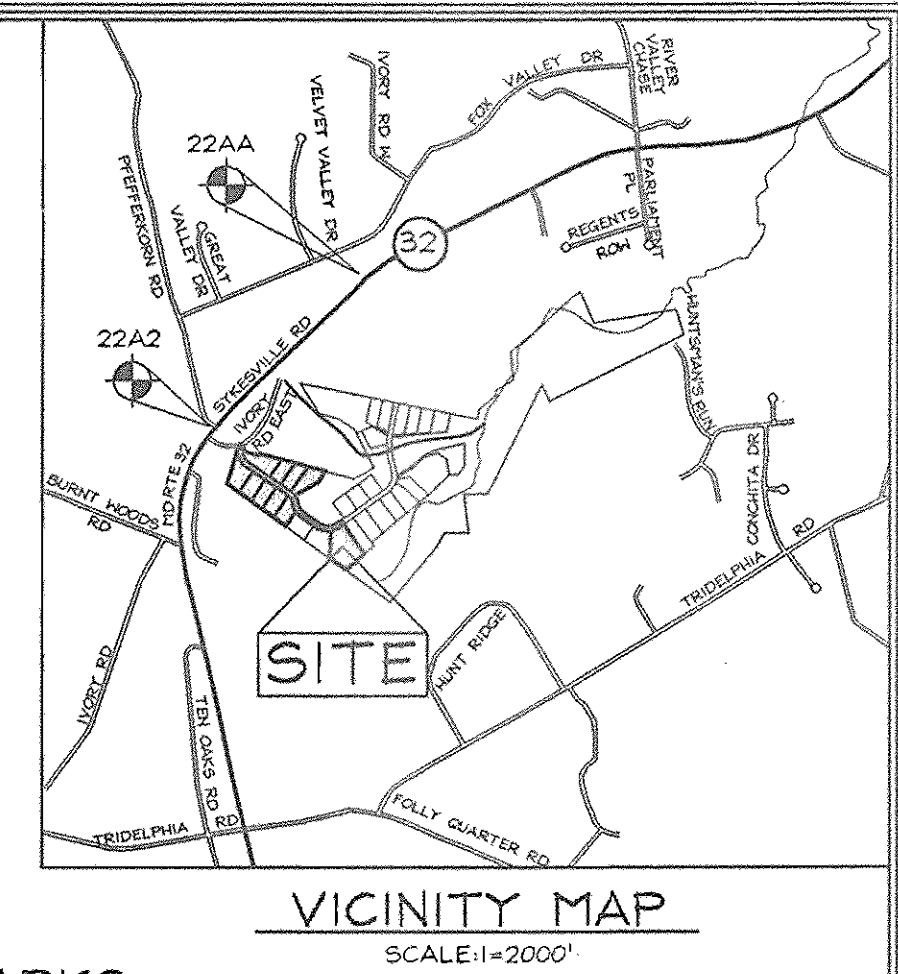 RIVER
VALLEY
CHASE
IVORY RD W.
FOX VALLEY DR
VELVET VALLEY DR
22AA
PFEFFERKORN RD
GREAT
VALLEY DR
PARLIAMENT
PL
REGENTS
ROW
32
22A2
SYKESVILLE RD
HUNTSMAN'S RUN
IVORY
RD EAST
MD RTE 32
BURNT WOODS
RD
CONCHITA DR
TRIDELPHIA RD
SITE
HUNT RIDGE
IVORY RD
TEN OAKS RD
TRIDELPHIA RD
FOLLY QUARTER RD
VICINITY MAP
SCALE:1=2000'